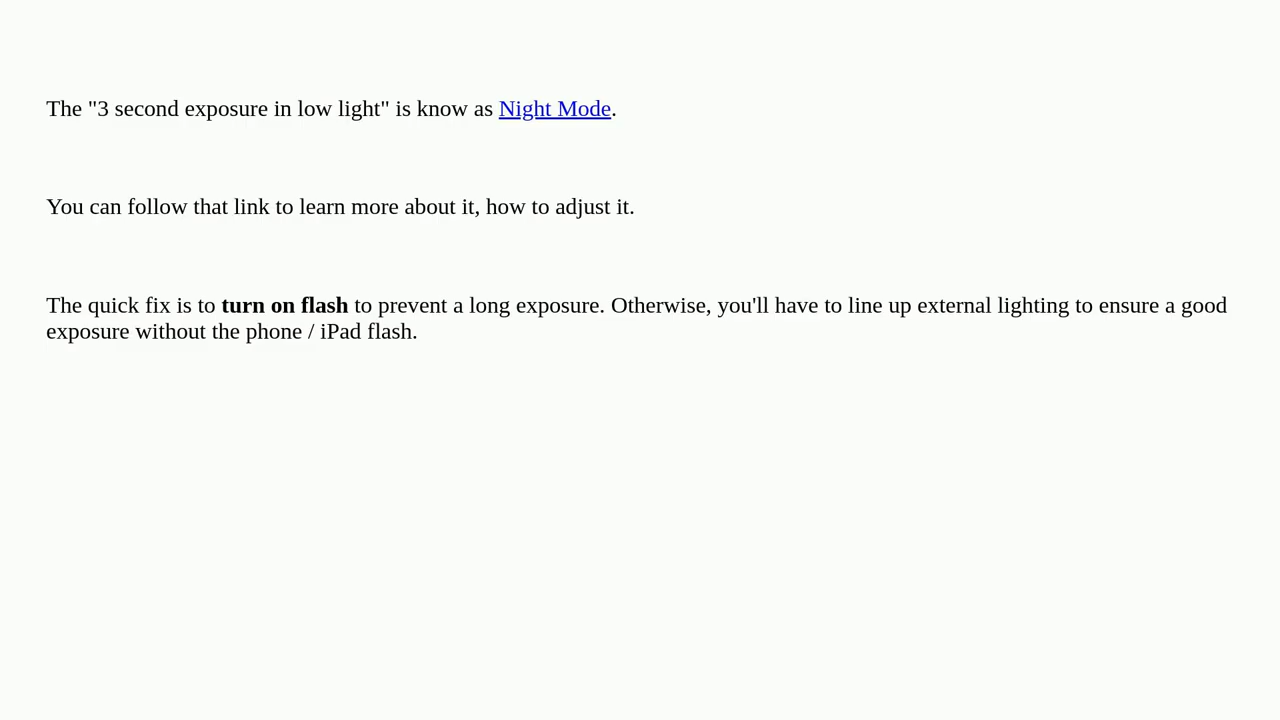 The "3 second exposure in low light" is know as Night Mode.
You can follow that link to learn more about it, how to adjust it.
The quick fix is to turn on flash to prevent a long exposure. Otherwise, you'll have to line up external lighting to ensure a good
exposure without the phone / iPad flash.